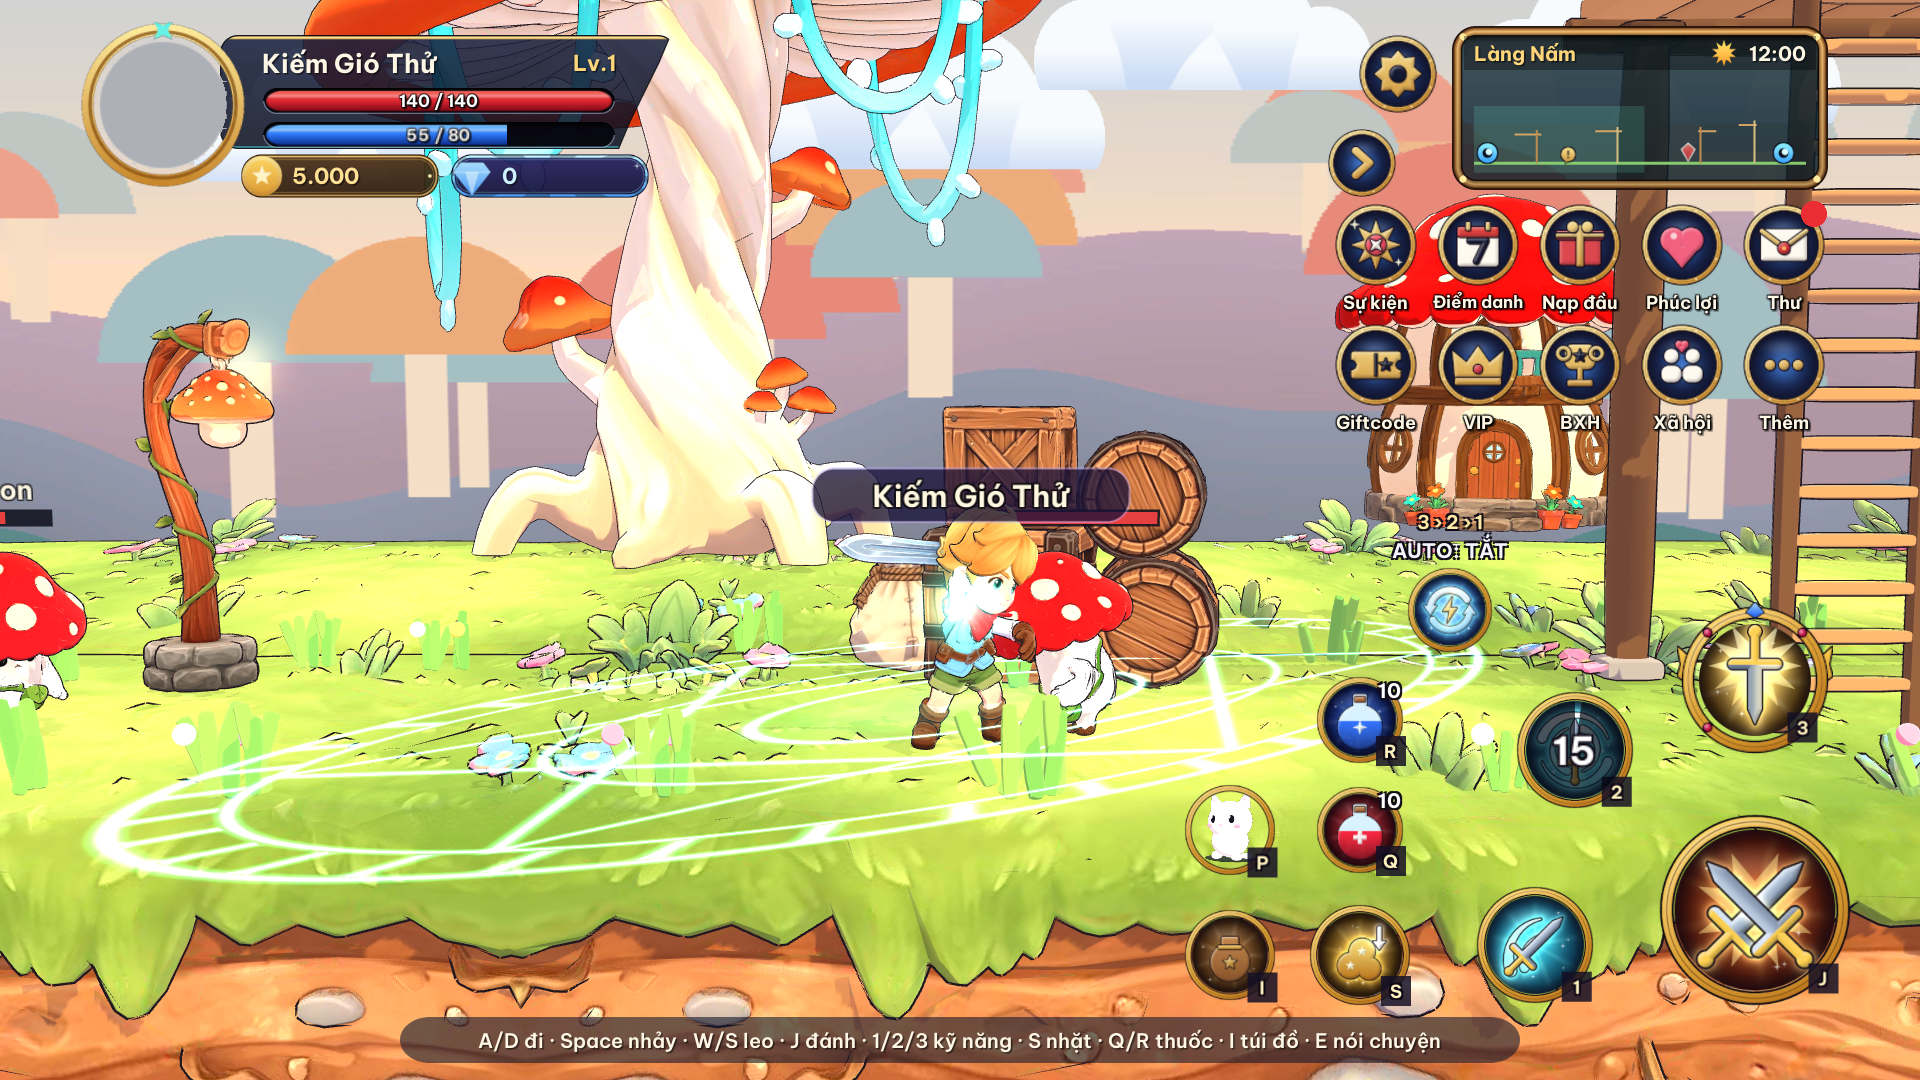 Kiếm Gió Thử
Lv.1
140 / 140
55 / 80
5.000
0
Làng Nấm
12:00
Sự kiện
7
Điểm danh
Nạp đầu
Phúc lợi
Thư
Giftcode
VIP
BXH
Xã hội
Thêm
on
Kiếm Gió Thử
3›2›1
AUTO: TẮT
10
R
15
2
3
P
10
Q
I
S
1
J
A/D đi · Space nhảy · W/S leo · J đánh · 1/2/3 kỹ năng · S nhặt · Q/R thuốc · I túi đồ · E nói chuyện